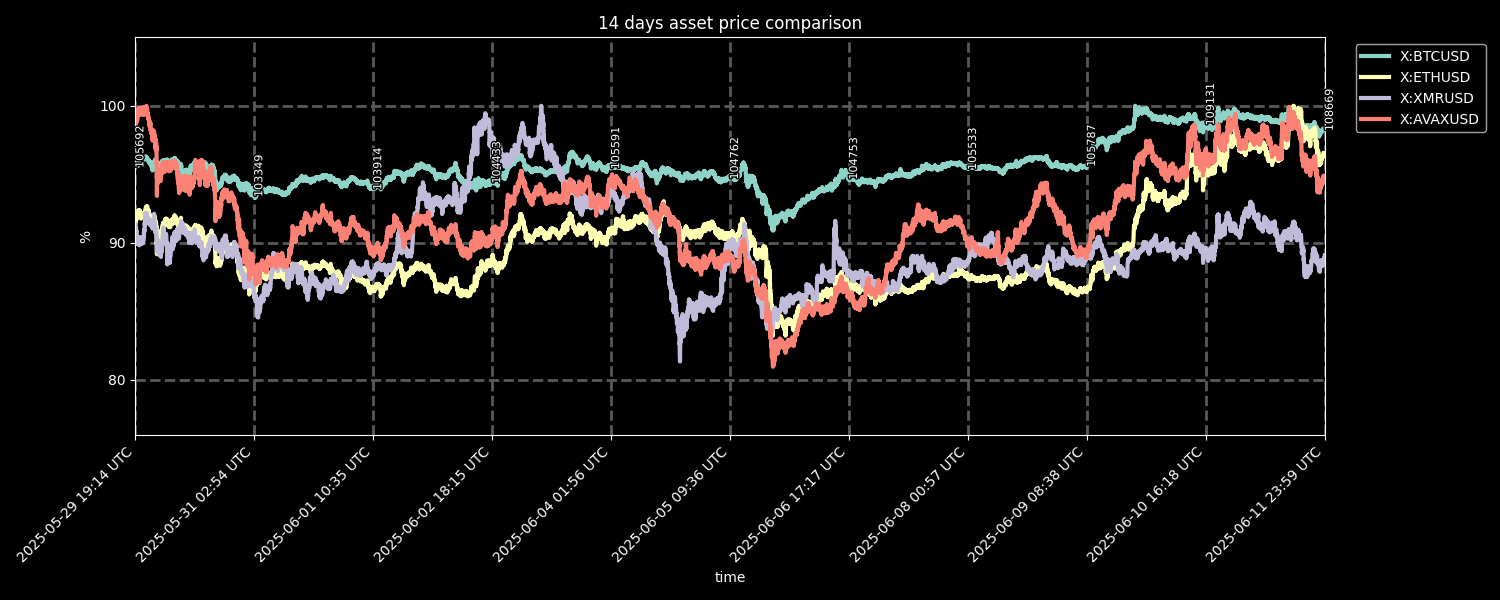 14 days asset price comparison
X:BTCUSD
X:ETHUSD
X:XMRUSD
X:AVAXUSD
100
90
80
%
105692
103349
103914
104433
105591
104762
104753
105533
105787
109131
108669
2025-05-29 19:14 UTC
2025-05-31 02:54 UTC
2025-06-01 10:35 UTC
2025-06-02 18:15 UTC
2025-06-04 01:56 UTC
2025-06-05 09:36 UTC
2025-06-06 17:17 UTC
2025-06-08 00:57 UTC
2025-06-09 08:38 UTC
2025-06-10 16:18 UTC
2025-06-11 23:59 UTC
time